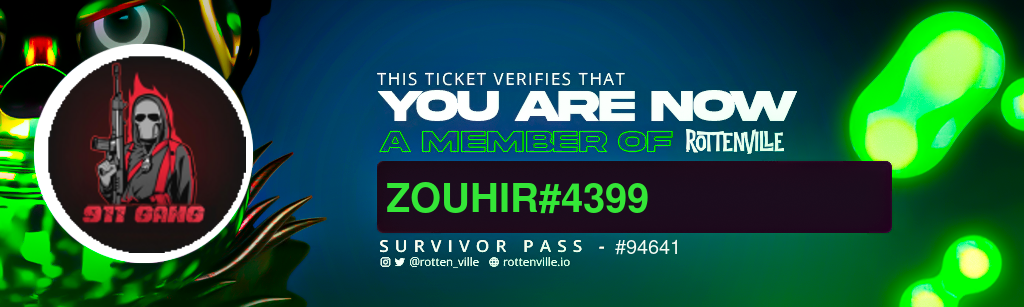 911 GANG
THIS TICKET VERIFIES THAT
YOU ARE NOW
A MEMBER OF ROTTENVILLE
ZOUHIR#4399
SURVIVOR PASS - #94641
@rotten_ville rottenville.io